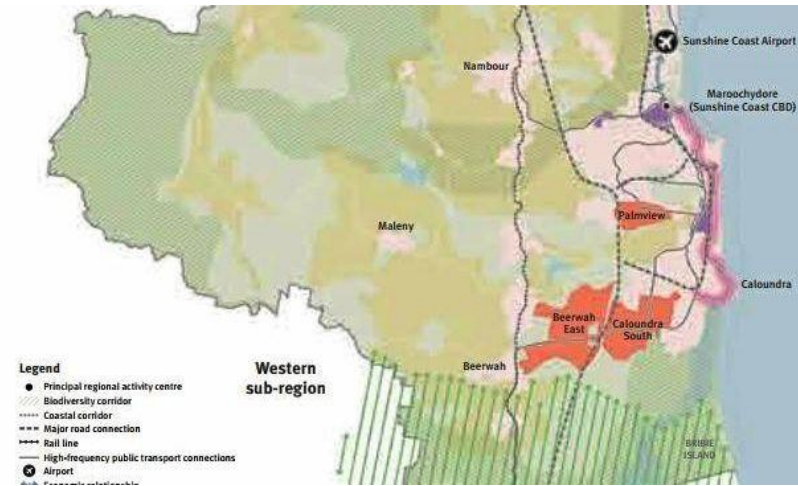 Sunshine Coast Airport
Nambour
Maroochydore
(Sunshine Coast CBD)
Palmview
Maleny
Caloundra
Beerwah
East
Caloundra
South
Beerwah
Western
sub-region
Legend
Principal regional activity centre
Biodiversity corridor
Coastal corridor
Major road connection
Rail line
High-frequency public transport connections
Airport
Economic relationship
BRIBIE
ISLAND